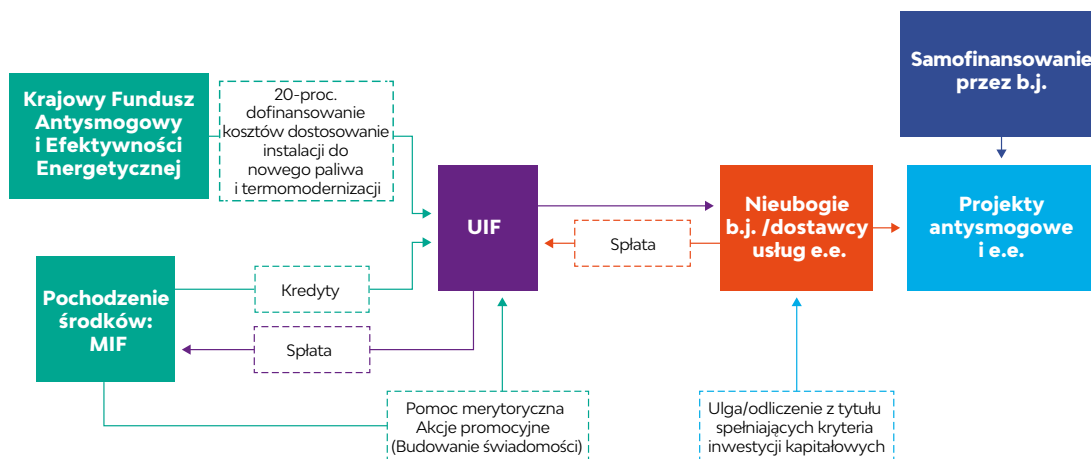 Krajowy Fundusz
Antysmogowy
i Efektywności
Energetycznej
20-proc.
dofinansowanie
kosztów dostosowanie
instalacji do
nowego paliwa
i termomodernizacji
Samofinansowanie
przez b.j.
UIF
Spłata
Nieubogie
b.j. /dostawcy
usług e.e.
Projekty
antysmogowe
i e.e.
Pochodzenie
środków:
MIF
Kredyty
Spłata
Pomoc merytoryczna
Akcje promocyjne
(Budowanie świadomości)
Ulga/odliczenie z tytułu
spełniających kryteria
inwestycji kapitałowych